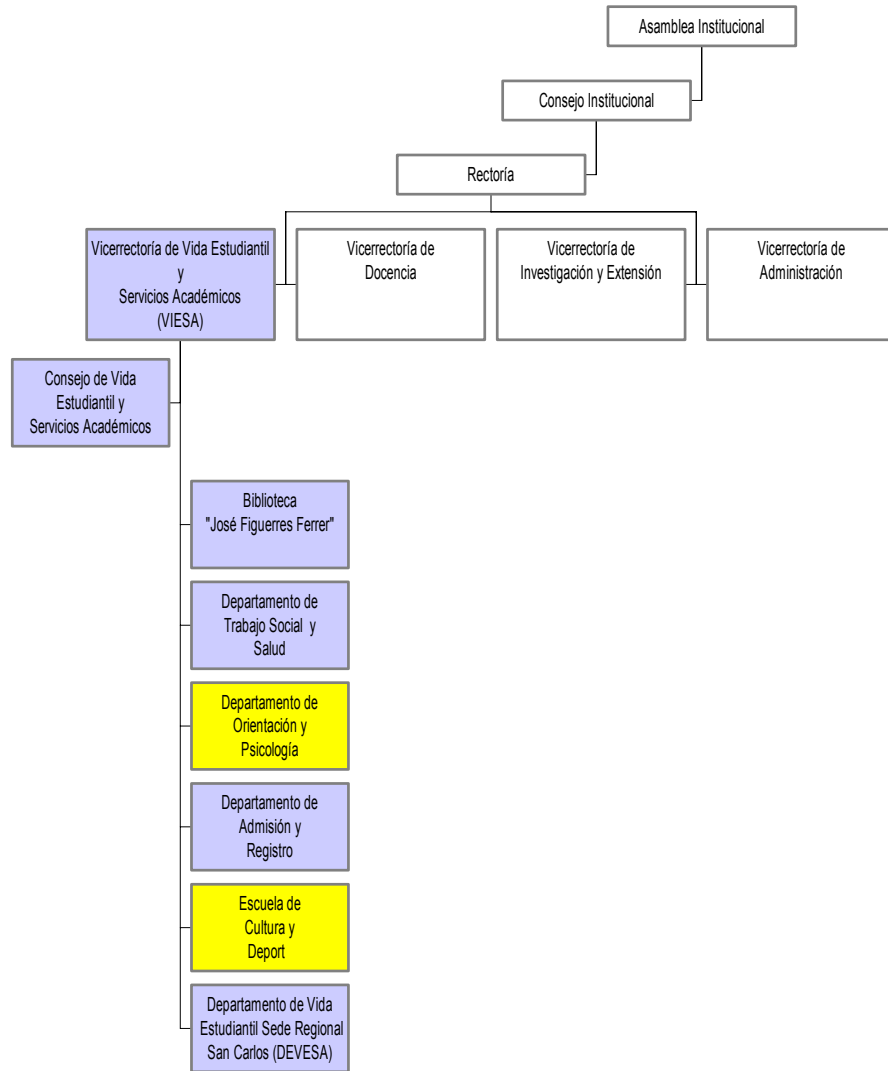 Asamblea Institucional
Consejo Institucional
Rectoría
Vicerrectoría de Vida Estudiantil
y
Servicios Académicos
(VIESA)
Vicerrectoría de
Docencia
Vicerrectoría de
Investigación y Extensión
Vicerrectoría de
Administración
Consejo de Vida
Estudiantil y
Servicios Académicos
Biblioteca
"José Figuerres Ferrer"
Departamento de
Trabajo Social y
Salud
Departamento de
Orientación y
Psicología
Departamento de
Admisión y
Registro
Escuela de
Cultura y
Deport
Departamento de Vida
Estudiantil Sede Regional
San Carlos (DEVESA)